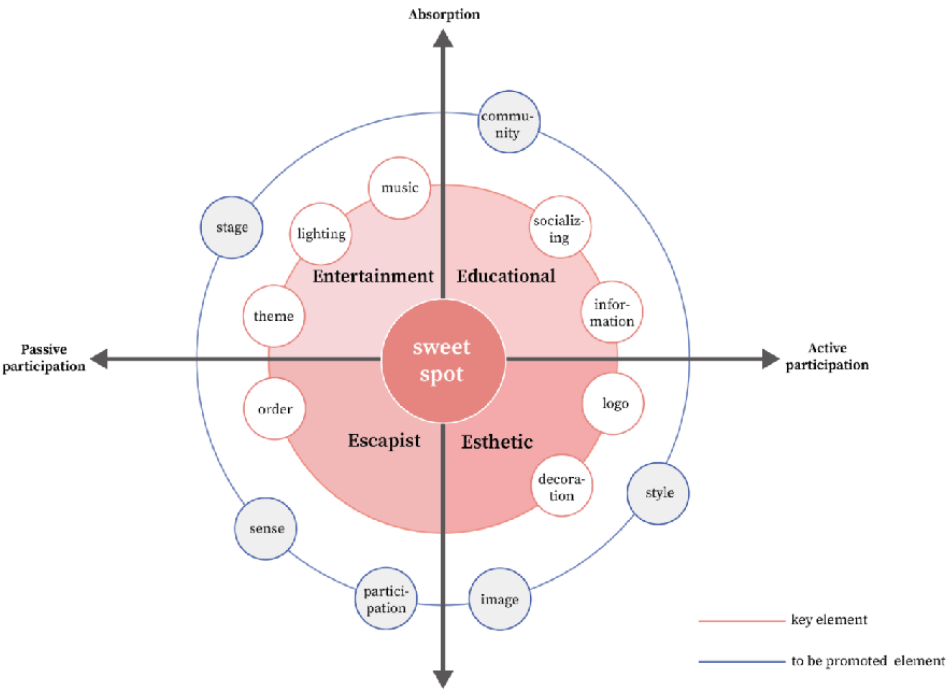 Absorption
commu-
nity
music
stage
lighting
socializ-
ing
Entertainment
Educational
theme
infor-
mation
Passive
participation
sweet
spot
Active
participation
order
logo
Escapist
Esthetic
decora-
tion
style
sense
partici-
pation
image
key element
to be promoted element